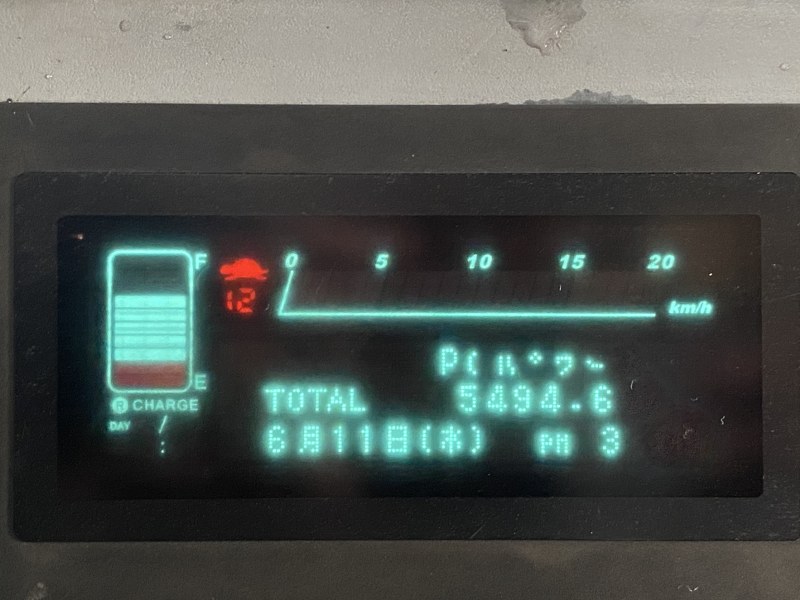 F
0 5 10 15 20
12
km/h
E
P(ﾊﾟﾜｰ
TOTAL 5494.6
CHARGE
DAY
6月11日(水) PM 3